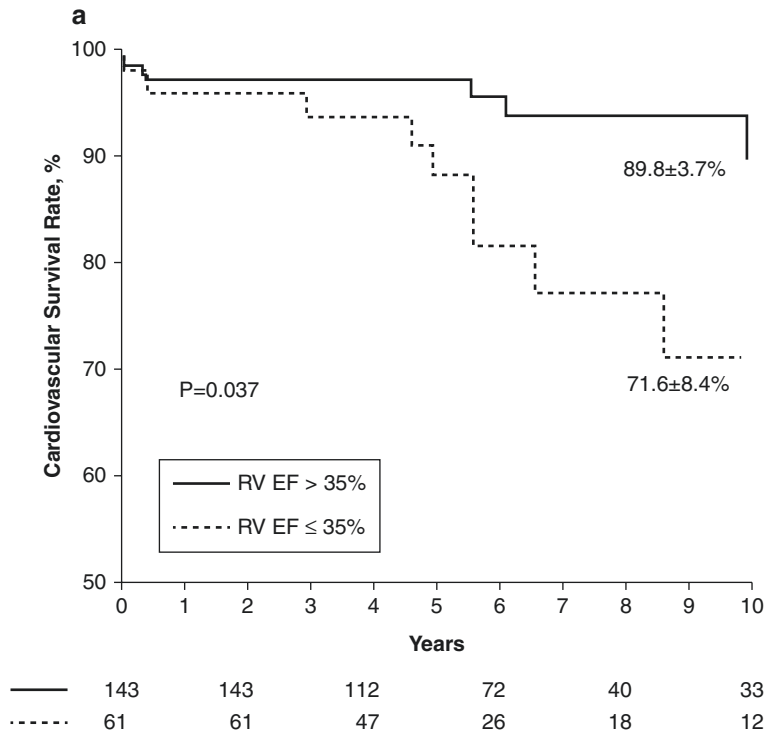 a
100
90
80
70
60
50
Cardiovascular Survival Rate, %
89.8±3.7%
71.6±8.4%
P=0.037
RV EF > 35%
RV EF ≤ 35%
0 1 2 3 4 5 6 7 8 9 10
Years
143 143 112 72 40 33
61 61 47 26 18 12